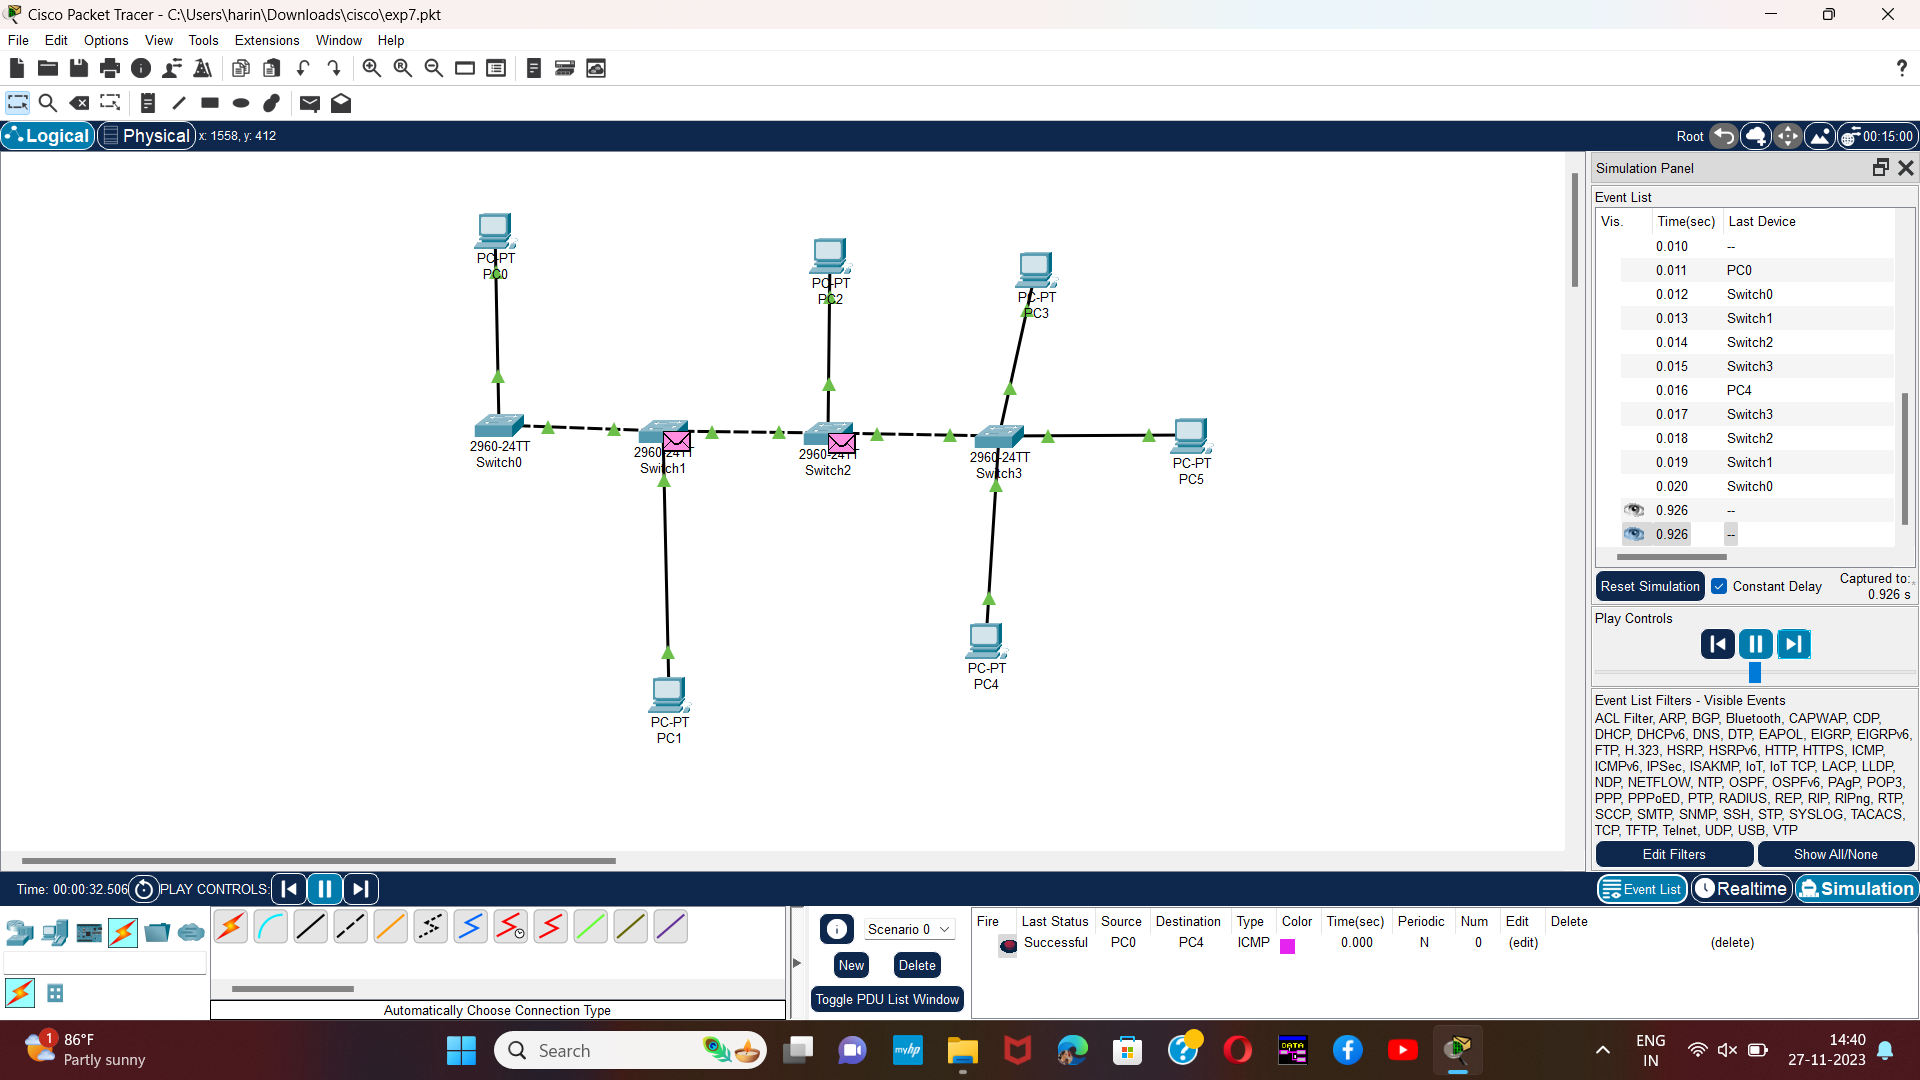 Cisco Packet Tracer - C:\Users\harin\Downloads\cisco\exp7.pkt
File Edit Options View Tools Extensions Window Help
?
Logical Physical x: 1558, y: 412
Root 00:15:00
PC-PT
PC0
PC-PT
PC2
PC-PT
PC3
2960-24TT
Switch0
2960-24TT
Switch1
2960-24TT
Switch2
2960-24TT
Switch3
PC-PT
PC5
PC-PT
PC4
PC-PT
PC1
Simulation Panel
Event List
Vis. Time(sec) Last Device
0.010 --
0.011 PC0
0.012 Switch0
0.013 Switch1
0.014 Switch2
0.015 Switch3
0.016 PC4
0.017 Switch3
0.018 Switch2
0.019 Switch1
0.020 Switch0
0.926 --
0.926 --
Reset Simulation Constant Delay Captured to:
0.926 s
Play Controls
Event List Filters - Visible Events
ACL Filter, ARP, BGP, Bluetooth, CAPWAP, CDP,
DHCP, DHCPv6, DNS, DTP, EAPOL, EIGRP, EIGRPv6,
FTP, H.323, HSRP, HSRPv6, HTTP, HTTPS, ICMP,
ICMPv6, IPSec, ISAKMP, IoT, IoT TCP, LACP, LLDP,
NDP, NETFLOW, NTP, OSPF, OSPFv6, PAgP, POP3,
PPP, PPPoED, PTP, RADIUS, REP, RIP, RIPng, RTP,
SCCP, SMTP, SNMP, SSH, STP, SYSLOG, TACACS,
TCP, TFTP, Telnet, UDP, USB, VTP
Edit Filters Show All/None
Time: 00:00:32.506 PLAY CONTROLS:
Event List Realtime Simulation
Automatically Choose Connection Type
Scenario 0
New Delete
Toggle PDU List Window
Fire Last Status Source Destination Type Color Time(sec) Periodic Num Edit Delete
Successful PC0 PC4 ICMP 0.000 N 0 (edit) (delete)
1
86°F
Partly sunny
Search
myhp
DATA
ENG
IN
14:40
27-11-2023